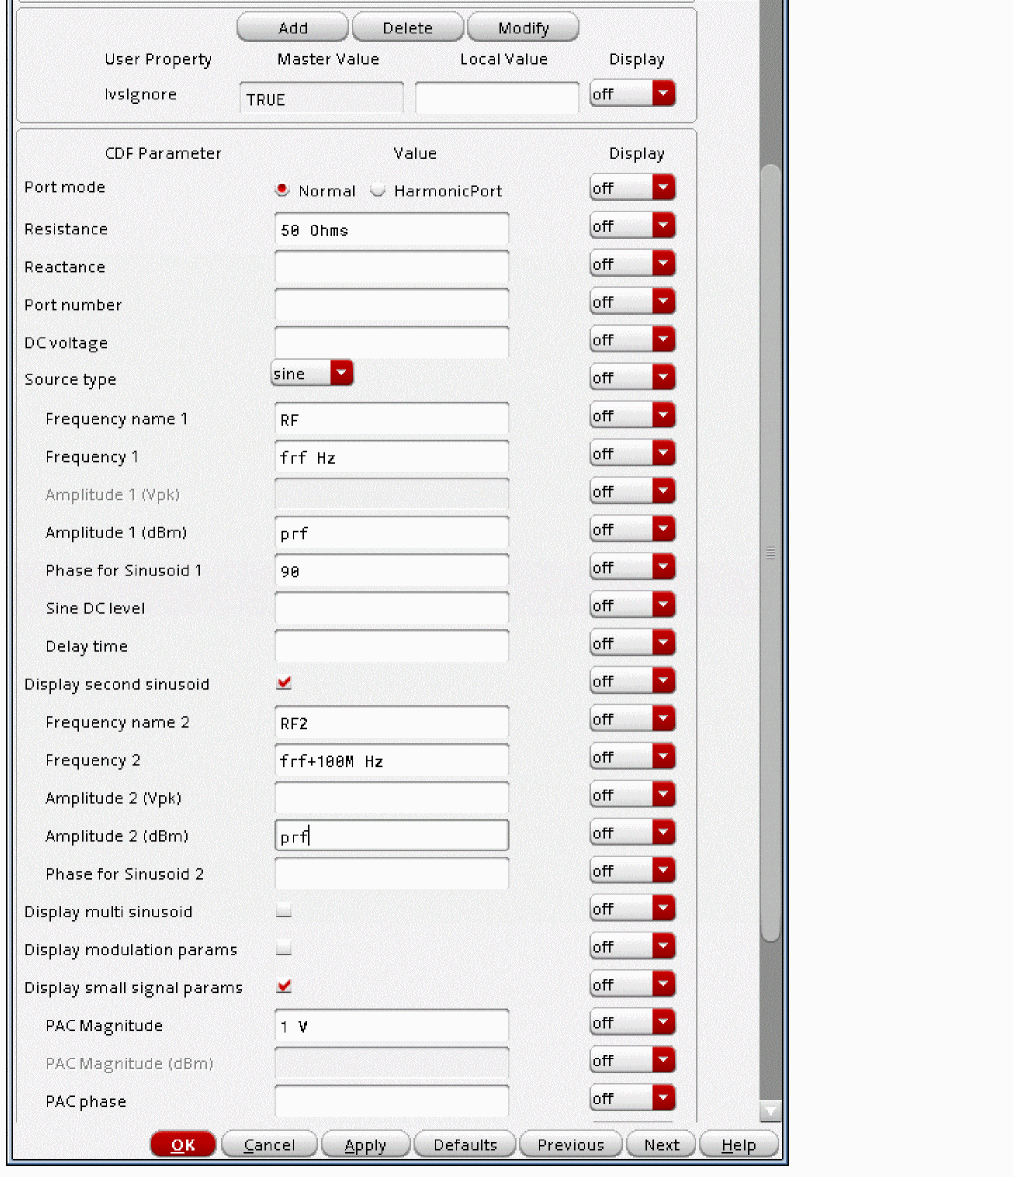 Add Delete Modify
User Property Master Value Local Value Display
lvsIgnore TRUE off
CDF Parameter Value Display
Port mode Normal HarmonicPort off
Resistance 50 Ohms off
Reactance off
Port number off
DC voltage off
Source type sine off
Frequency name 1 RF off
Frequency 1 frf Hz off
Amplitude 1 (Vpk) off
Amplitude 1 (dBm) prf off
Phase for Sinusoid 1 90 off
Sine DC level off
Delay time off
Display second sinusoid off
Frequency name 2 RF2 off
Frequency 2 frf+100M Hz off
Amplitude 2 (Vpk) off
Amplitude 2 (dBm) prf off
Phase for Sinusoid 2 off
Display multi sinusoid off
Display modulation params off
Display small signal params off
PAC Magnitude 1 V off
PAC Magnitude (dBm) off
PAC phase off
OK Cancel Apply Defaults Previous Next Help